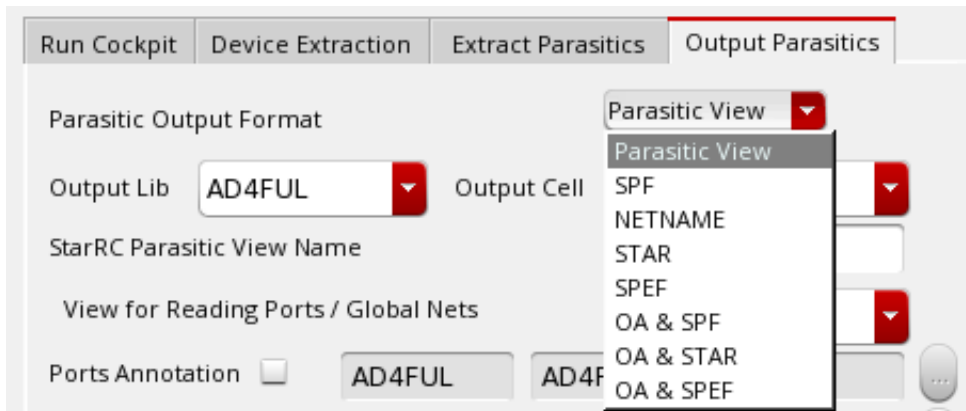 Run Cockpit Device Extraction Extract Parasitics Output Parasitics
Parasitic Output Format Parasitic View
Parasitic View
Output Lib AD4FUL Output Cell SPF
NETNAME
StarRC Parasitic View Name STAR
SPEF
View for Reading Ports / Global Nets
OA & SPF
OA & STAR
Ports Annotation AD4FUL AD4F
OA & SPEF
...